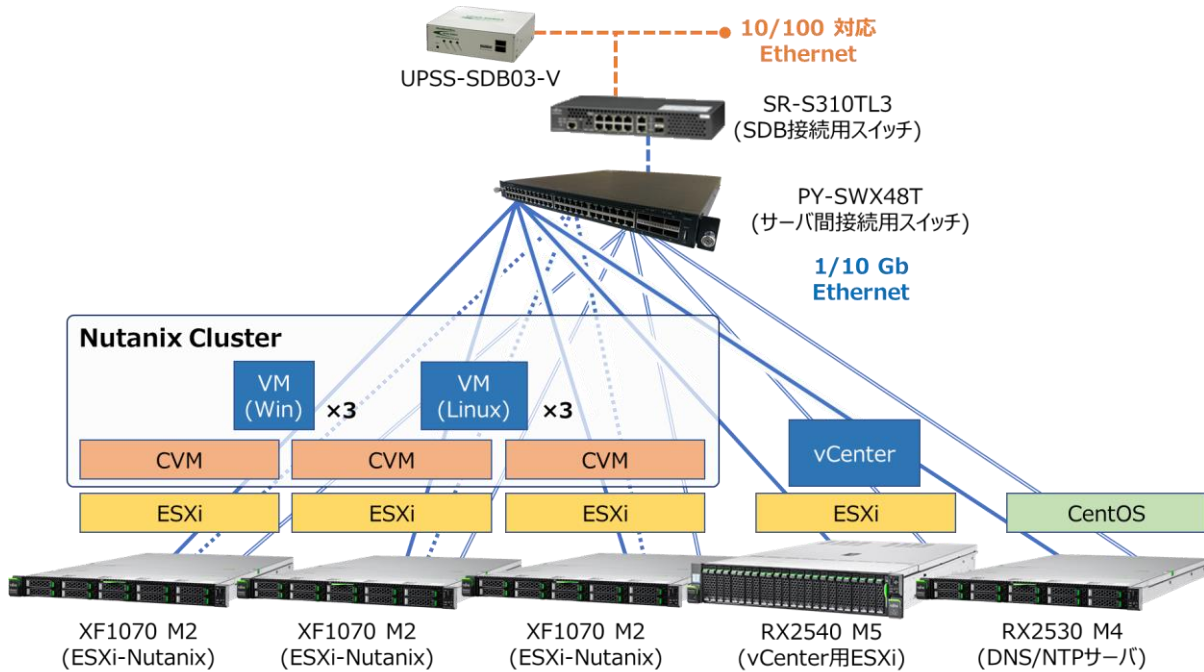 10/100 対応
Ethernet
UPSS-SDB03-V
SR-S310TL3
(SDB接続用スイッチ)
PY-SWX48T
(サーバ間接続用スイッチ)
1/10 Gb
Ethernet
Nutanix Cluster
VM
(Win)
×3
VM
(Linux)
×3
CVM
CVM
CVM
vCenter
ESXi
ESXi
ESXi
ESXi
CentOS
XF1070 M2
(ESXi-Nutanix)
XF1070 M2
(ESXi-Nutanix)
XF1070 M2
(ESXi-Nutanix)
RX2540 M5
(vCenter用ESXi)
RX2530 M4
(DNS/NTPサーバ)